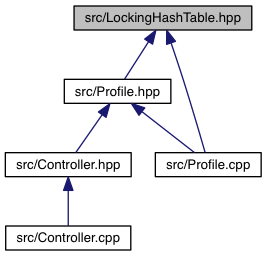 src/LockingHashTable.hpp
src/Profile.hpp
src/Controller.hpp
src/Profile.cpp
src/Controller.cpp